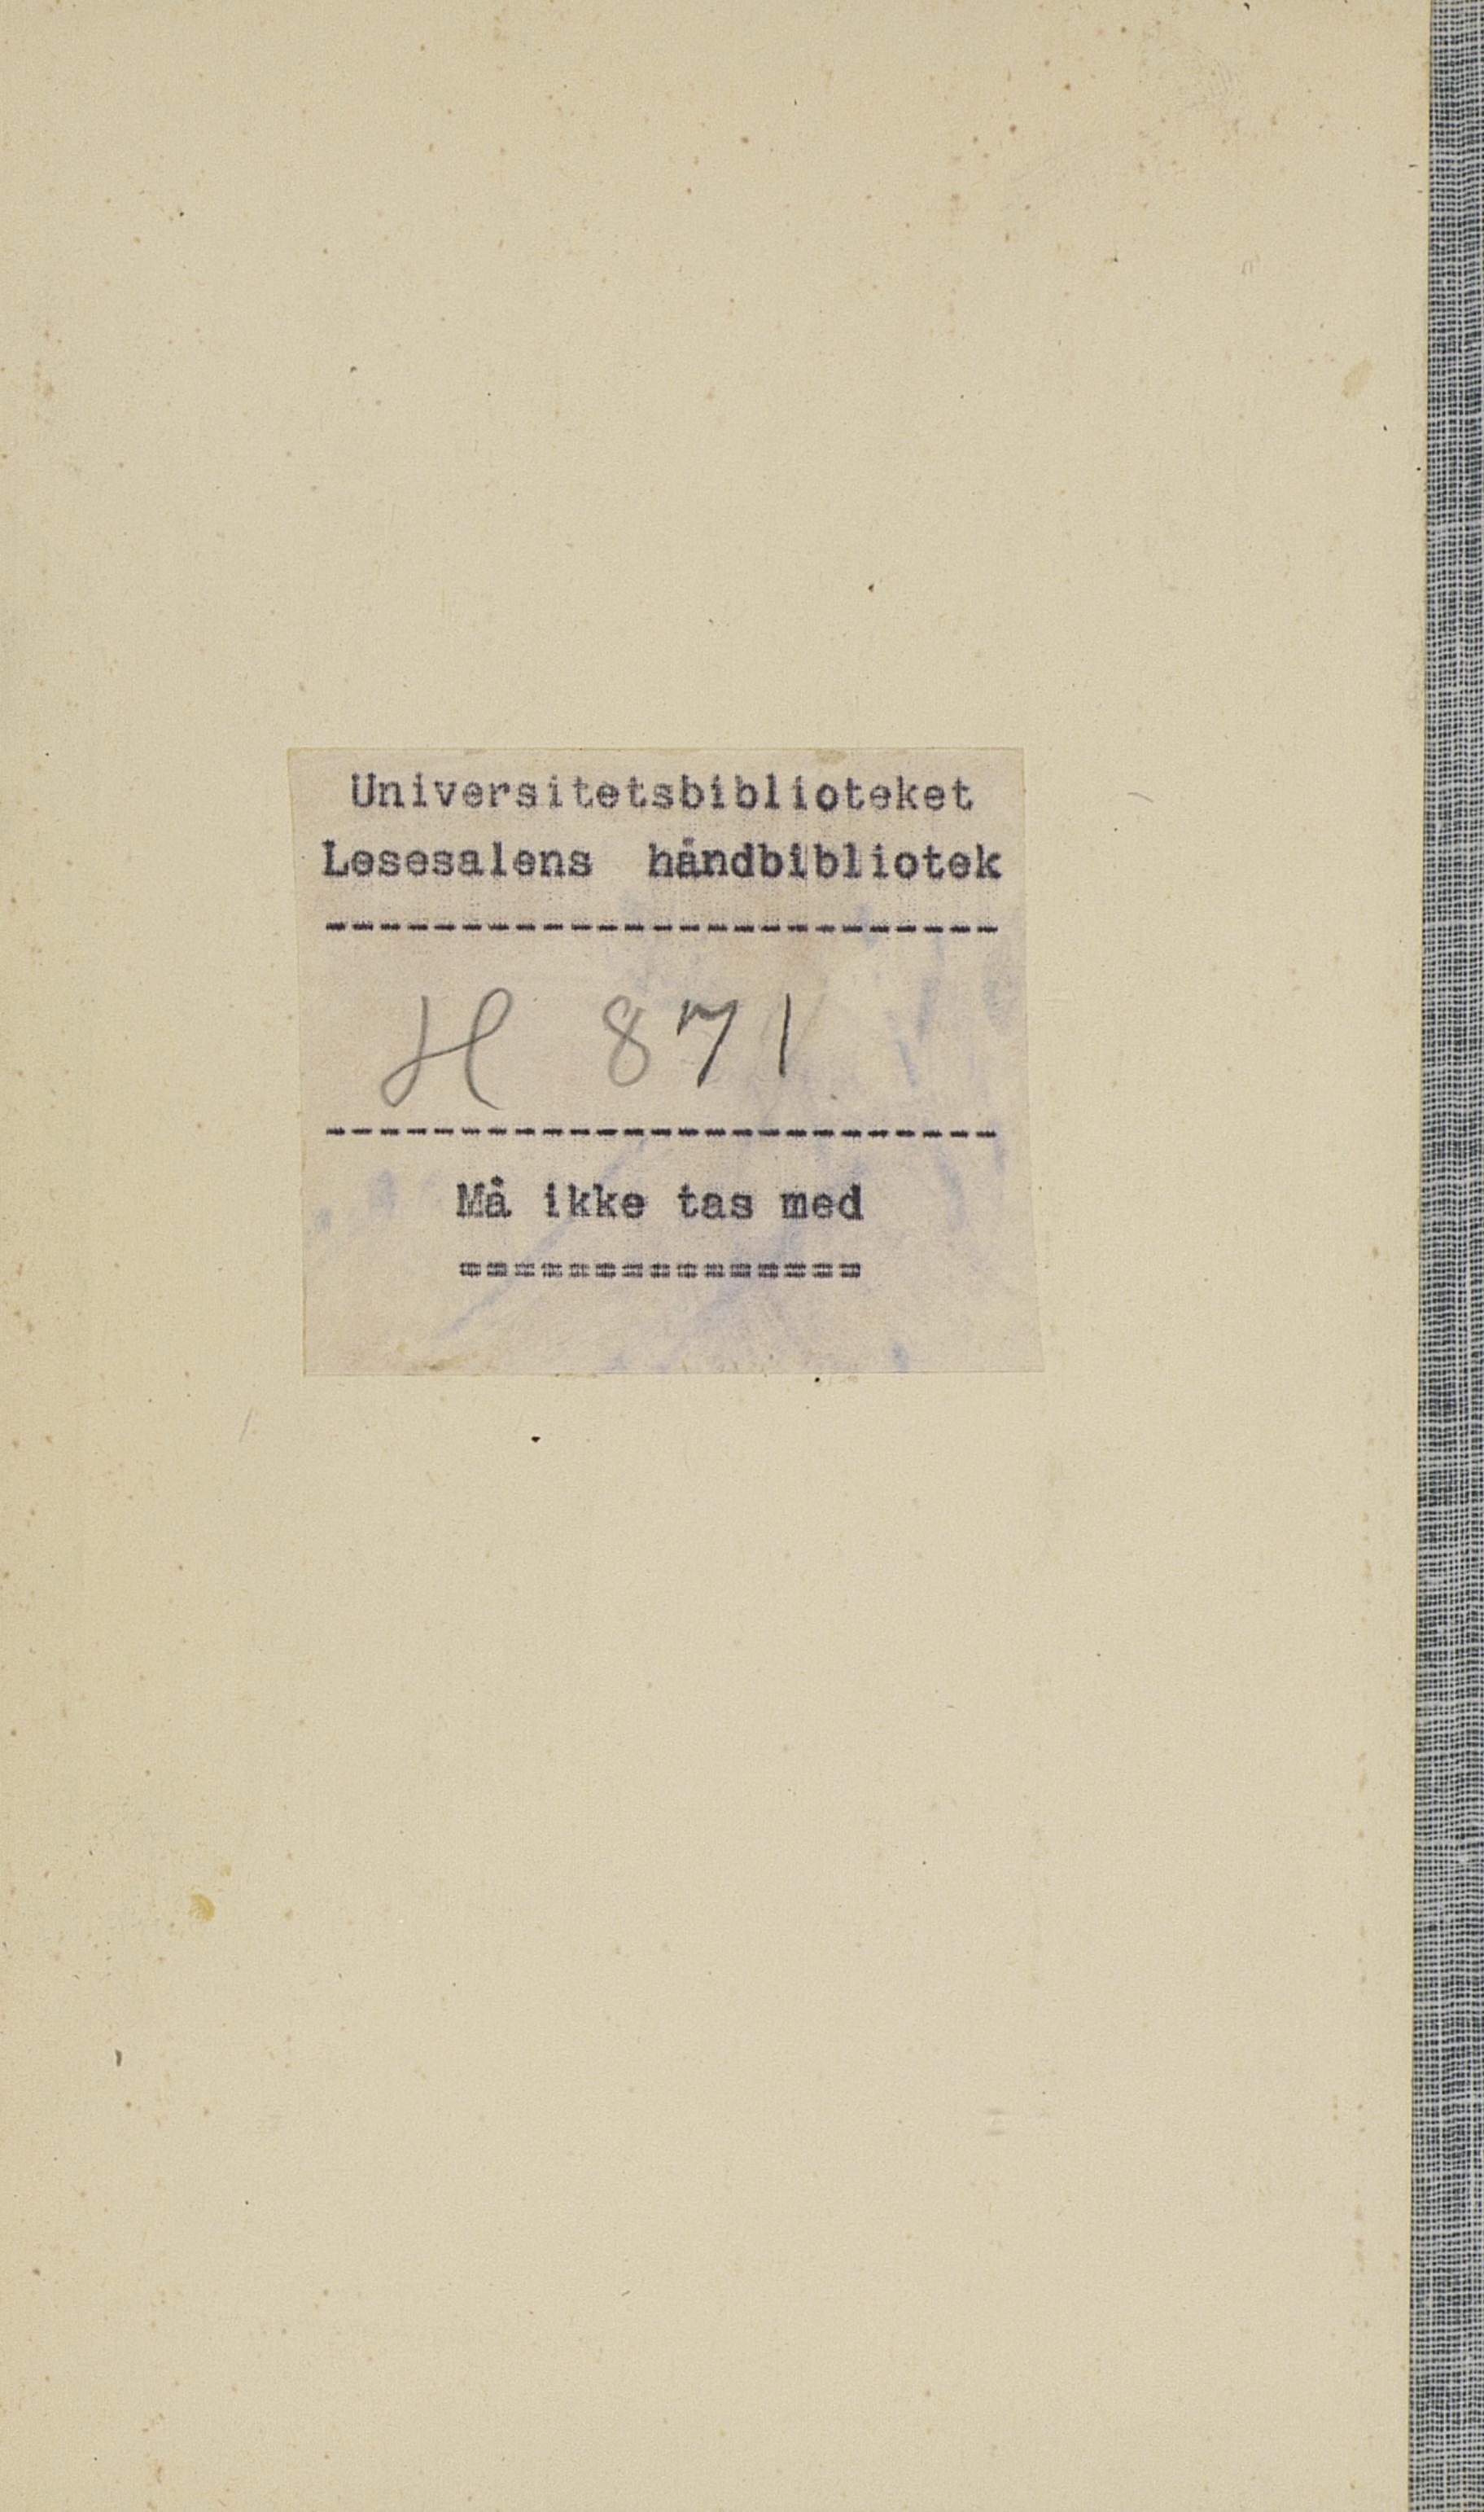 Universitetsbiblioteket
Lesesalens håndbibliotek
-------------------------
H 871
-------------------------
Må ikke tas med
===============